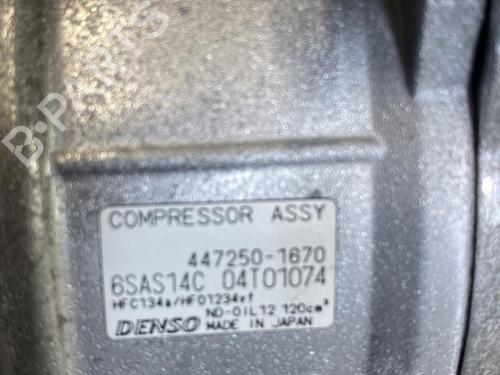 B-PARTS
COMPRESSOR ASSY
447250-1670
6SAS14C 04T01074
HFC134a/HFO1234yf
ND-OIL12 120cm³
DENSO MADE IN JAPAN